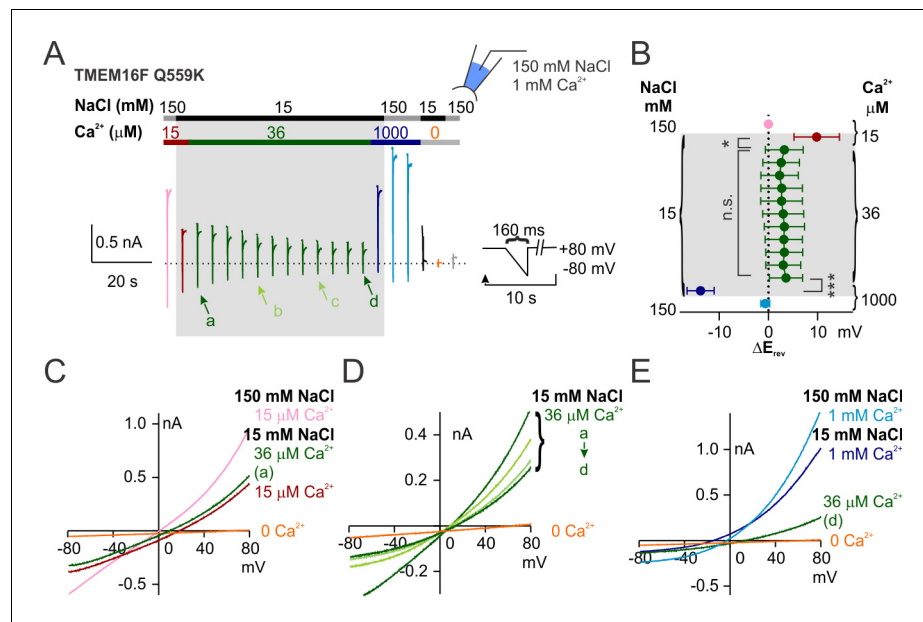 A
TMEM16F Q559K
150 mM NaCl
1 mM Ca²⁺
NaCl (mM)
150 15 150 15 150
Ca²⁺ (µM)
15 36 1000 0
0.5 nA
20 s
a b c d
160 ms
+80 mV
-80 mV
10 s
B
NaCl
mM
Ca²⁺
µM
150
15
150
15
36
1000
*
n.s.
***
-10 0 10 mV
ΔErev
C
150 mM NaCl
15 µM Ca²⁺
15 mM NaCl
36 µM Ca²⁺
(a)
15 µM Ca²⁺
0 Ca²⁺
1.0
nA
0.5
-0.5
-80 -40 0 40 80
mV
D
15 mM NaCl
36 µM Ca²⁺
a
d
0 Ca²⁺
0.4
nA
0.2
-0.2
-80 -40 0 40 80
mV
E
150 mM NaCl
1 mM Ca²⁺
15 mM NaCl
1 mM Ca²⁺
36 µM Ca²⁺
(d)
0 Ca²⁺
1.0
nA
0.5
-0.5
-80 -40 0 40 80
mV